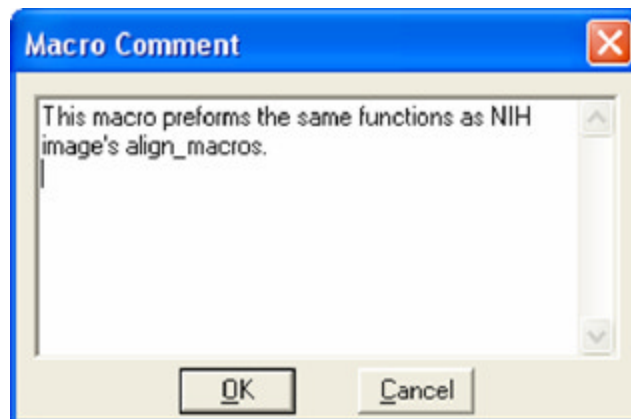 Macro Comment
This macro preforms the same functions as NIH
image's align_macros.
OK
Cancel